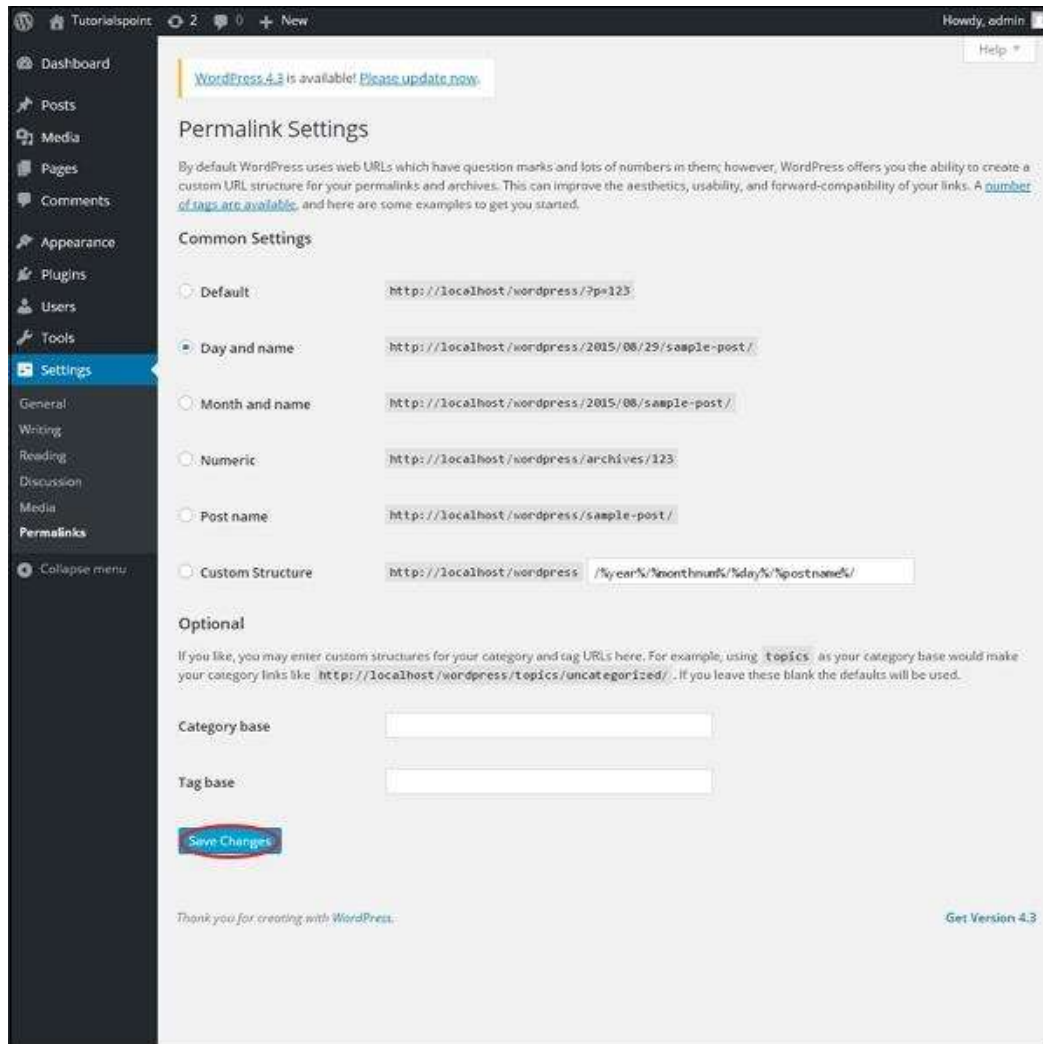 Tutorialspoint 2 0 + New Howdy, admin
Help
Dashboard
Posts
Media
Pages
Comments
Appearance
Plugins
Users
Tools
Settings
General
Writing
Reading
Discussion
Media
Permalinks
Collapse menu
WordPress 4.3 is available! Please update now.
Permalink Settings
By default WordPress uses web URLs which have question marks and lots of numbers in them; however, WordPress offers you the ability to create a
custom URL structure for your permalinks and archives. This can improve the aesthetics, usability, and forward-compatibility of your links. A number
of tags are available, and here are some examples to get you started.
Common Settings
Default http://localhost/wordpress/?p=123
Day and name http://localhost/wordpress/2015/08/29/sample-post/
Month and name http://localhost/wordpress/2015/08/sample-post/
Numeric http://localhost/wordpress/archives/123
Post name http://localhost/wordpress/sample-post/
Custom Structure http://localhost/wordpress /%year%/%monthnum%/%day%/%postname%/
Optional
If you like, you may enter custom structures for your category and tag URLs here. For example, using topics as your category base would make
your category links like http://localhost/wordpress/topics/uncategorized/ . If you leave these blank the defaults will be used.
Category base
Tag base
Save Changes
Thank you for creating with WordPress. Get Version 4.3